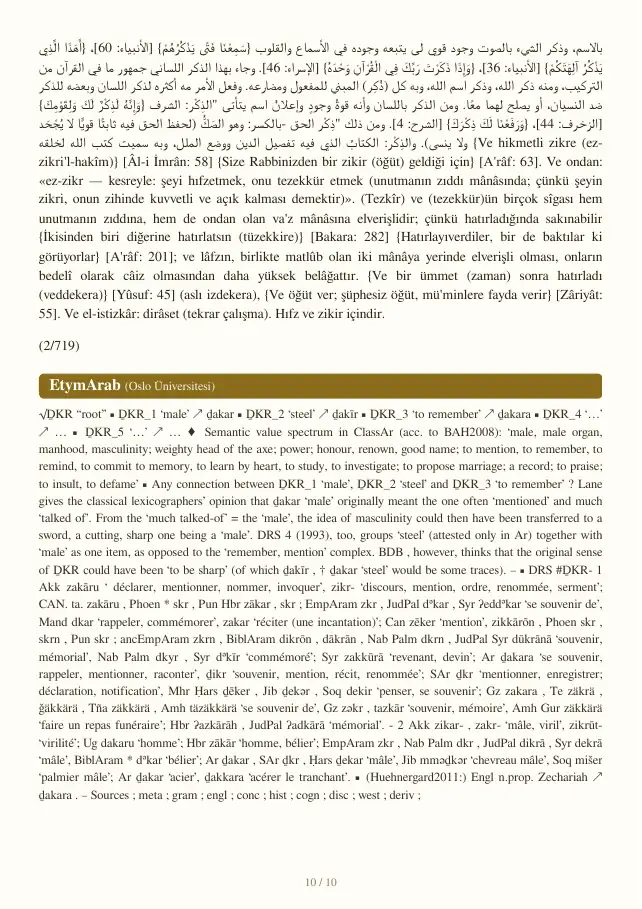 بالاسم، وذكر الشيء بالصوت وجود قوى لى يتبعه وجوده في الأسماع والقلوب {سَمِعْنَا فَتًى يَذْكُرُهُمْ} [الأنبياء: 60]، {أَهَذَا الَّذِي
يَذْكُرُ آلِهَتَكُمْ} [الأنبياء: 36]، {وَإِذَا ذَكَرْتَ رَبَّكَ فِي الْقُرْآنِ وَحْدَهُ} [الإسراء: 46]. وجاء بهذا الذكر اللساني جمهور ما في القرآن من
التركيب، ومنه ذكر الله، وذكر اسم الله، وبه كل (ذُكِر) المبني للمفعول ومضارعه. وفعل الأمر مه أكثره لذكر اللسان وبعضه للذكر
ضد النسيان، أو يصلح لهما معًا. ومن الذكر باللسان وأنه قوةُ وجودٍ وإعلانٌ اسم يتأتى "الذِكْر: الشرف {وَإِنَّهُ لَذِكْرٌ لَكَ وَلِقَوْمِكَ}
[الزخرف: 44]، {وَرَفَعْنَا لَكَ ذِكْرَكَ} [الشرح: 4]. ومن ذلك "ذِكْر الحق -بالكسر: وهو الصَكُّ (لحفظ الحق فيه ثابتًا قويًّا لا يُجْحَد
ولا ينسى). والذِكْر: الكتابُ الذي فيه تفصيل الدين ووضع الملل، وبه سميت كتب الله لخلقه {Ve hikmetli zikre (ez-
zikri'l-hakîm)} [Âl-i İmrân: 58] {Size Rabbinizden bir zikir (öğüt) geldiği için} [A'râf: 63]. Ve ondan:
«ez-zikr — kesreyle: şeyi hıfzetmek, onu tezekkür etmek (unutmanın zıddı mânâsında; çünkü şeyin
zikri, onun zihinde kuvvetli ve açık kalması demektir)». (Tezkîr) ve (tezekkür)ün birçok sîgası hem
unutmanın zıddına, hem de ondan olan va'z mânâsına elverişlidir; çünkü hatırladığında sakınabilir
{İkisinden biri diğerine hatırlatsın (tüzekkire)} [Bakara: 282] {Hatırlayıverdiler, bir de baktılar ki
görüyorlar} [A'râf: 201]; ve lâfzın, birlikte matlûb olan iki mânâya yerinde elverişli olması, onların
bedelî olarak câiz olmasından daha yüksek belâğattır. {Ve bir ümmet (zaman) sonra hatırladı
(veddekera)} [Yûsuf: 45] (aslı izdekera), {Ve öğüt ver; şüphesiz öğüt, mü'minlere fayda verir} [Zâriyât:
55]. Ve el-istizkâr: dirâset (tekrar çalışma). Hıfz ve zikir içindir.
(2/719)
EtymArab (Oslo Üniversitesi)
√ḎKR “root” ▪ ḎKR_1 ‘male’ ↗ ḏakar ▪ ḎKR_2 ‘steel’ ↗ ḏakīr ▪ ḎKR_3 ‘to remember’ ↗ ḏakara ▪ ḎKR_4 ‘…’
↗ … ▪ ḎKR_5 ‘…’ ↗ … ♦ Semantic value spectrum in ClassAr (acc. to BAH2008): ‘male, male organ,
manhood, masculinity; weighty head of the axe; power; honour, renown, good name; to mention, to remember, to
remind, to commit to memory, to learn by heart, to study, to investigate; to propose marriage; a record; to praise;
to insult, to defame’ ▪ Any connection between ḎKR_1 ‘male’, ḎKR_2 ‘steel’ and ḎKR_3 ‘to remember’ ? Lane
gives the classical lexicographers’ opinion that ḏakar ‘male’ originally meant the one often ‘mentioned’ and much
‘talked of’. From the ‘much talked-of’ = the ‘male’, the idea of masculinity could then have been transferred to a
sword, a cutting, sharp one being a ‘male’. DRS 4 (1993), too, groups ‘steel’ (attested only in Ar) together with
‘male’ as one item, as opposed to the ‘remember, mention’ complex. BDB , however, thinks that the original sense
of ḎKR could have been ‘to be sharp’ (of which ḏakīr , † ḏakar ‘steel’ would be some traces). – ▪ DRS #ḎKR- 1
Akk zakāru ‘ déclarer, mentionner, nommer, invoquer’, zikr- ‘discours, mention, ordre, renommée, serment’;
CAN. ta. zakāru , Phoen * skr , Pun Hbr zākar , skr ; EmpAram zkr , JudPal dᵊkar , Syr ʔeddᵊkar ‘se souvenir de’,
Mand dkar ‘rappeler, commémorer’, zakar ‘réciter (une incantation)’; Can zēker ‘mention’, zikkārōn , Phoen skr ,
skrn , Pun skr ; ancEmpAram zkrn , BiblAram dikrōn , dākrān , Nab Palm dkrn , JudPal Syr dūkrānā ‘souvenir,
mémorial’, Nab Palm dkyr , Syr dᵊkīr ‘commémoré’; Syr zakkūrā ‘revenant, devin’; Ar ḏakara ‘se souvenir,
rappeler, mentionner, raconter’, ḏikr ‘souvenir, mention, récit, renommée’; SAr ḏkr ‘mentionner, enregistrer;
déclaration, notification’, Mhr Ḥars ḏēker , Jib ḏekər , Soq dekir ‘penser, se souvenir’; Gz zakara , Te zäkrä ,
ğäkkärä , Tña zäkkärä , Amh täzäkkärä ‘se souvenir de’, Gz zəkr , tazkār ‘souvenir, mémoire’, Amh Gur zäkkärä
‘faire un repas funéraire’; Hbr ʔazkārāh , JudPal ʔadkārā ‘mémorial’. - 2 Akk zikar- , zakr- ‘mâle, viril’, zikrūt-
‘virilité’; Ug dakaru ‘homme’; Hbr zākār ‘homme, bélier’; EmpAram zkr , Nab Palm dkr , JudPal dikrā , Syr dekrā
‘mâle’, BiblAram * dᵊkar ‘bélier’; Ar ḏakar , SAr ḏkr , Ḥars ḏekar ‘mâle’, Jib mməḏkər ‘chevreau mâle’, Soq mišer
‘palmier mâle’; Ar ḏakar ‘acier’, ḏakkara ‘acérer le tranchant’. ▪ (Huehnergard2011:) Engl n.prop. Zechariah ↗
ḏakara . – Sources ; meta ; gram ; engl ; conc ; hist ; cogn ; disc ; west ; deriv ;
10 / 10